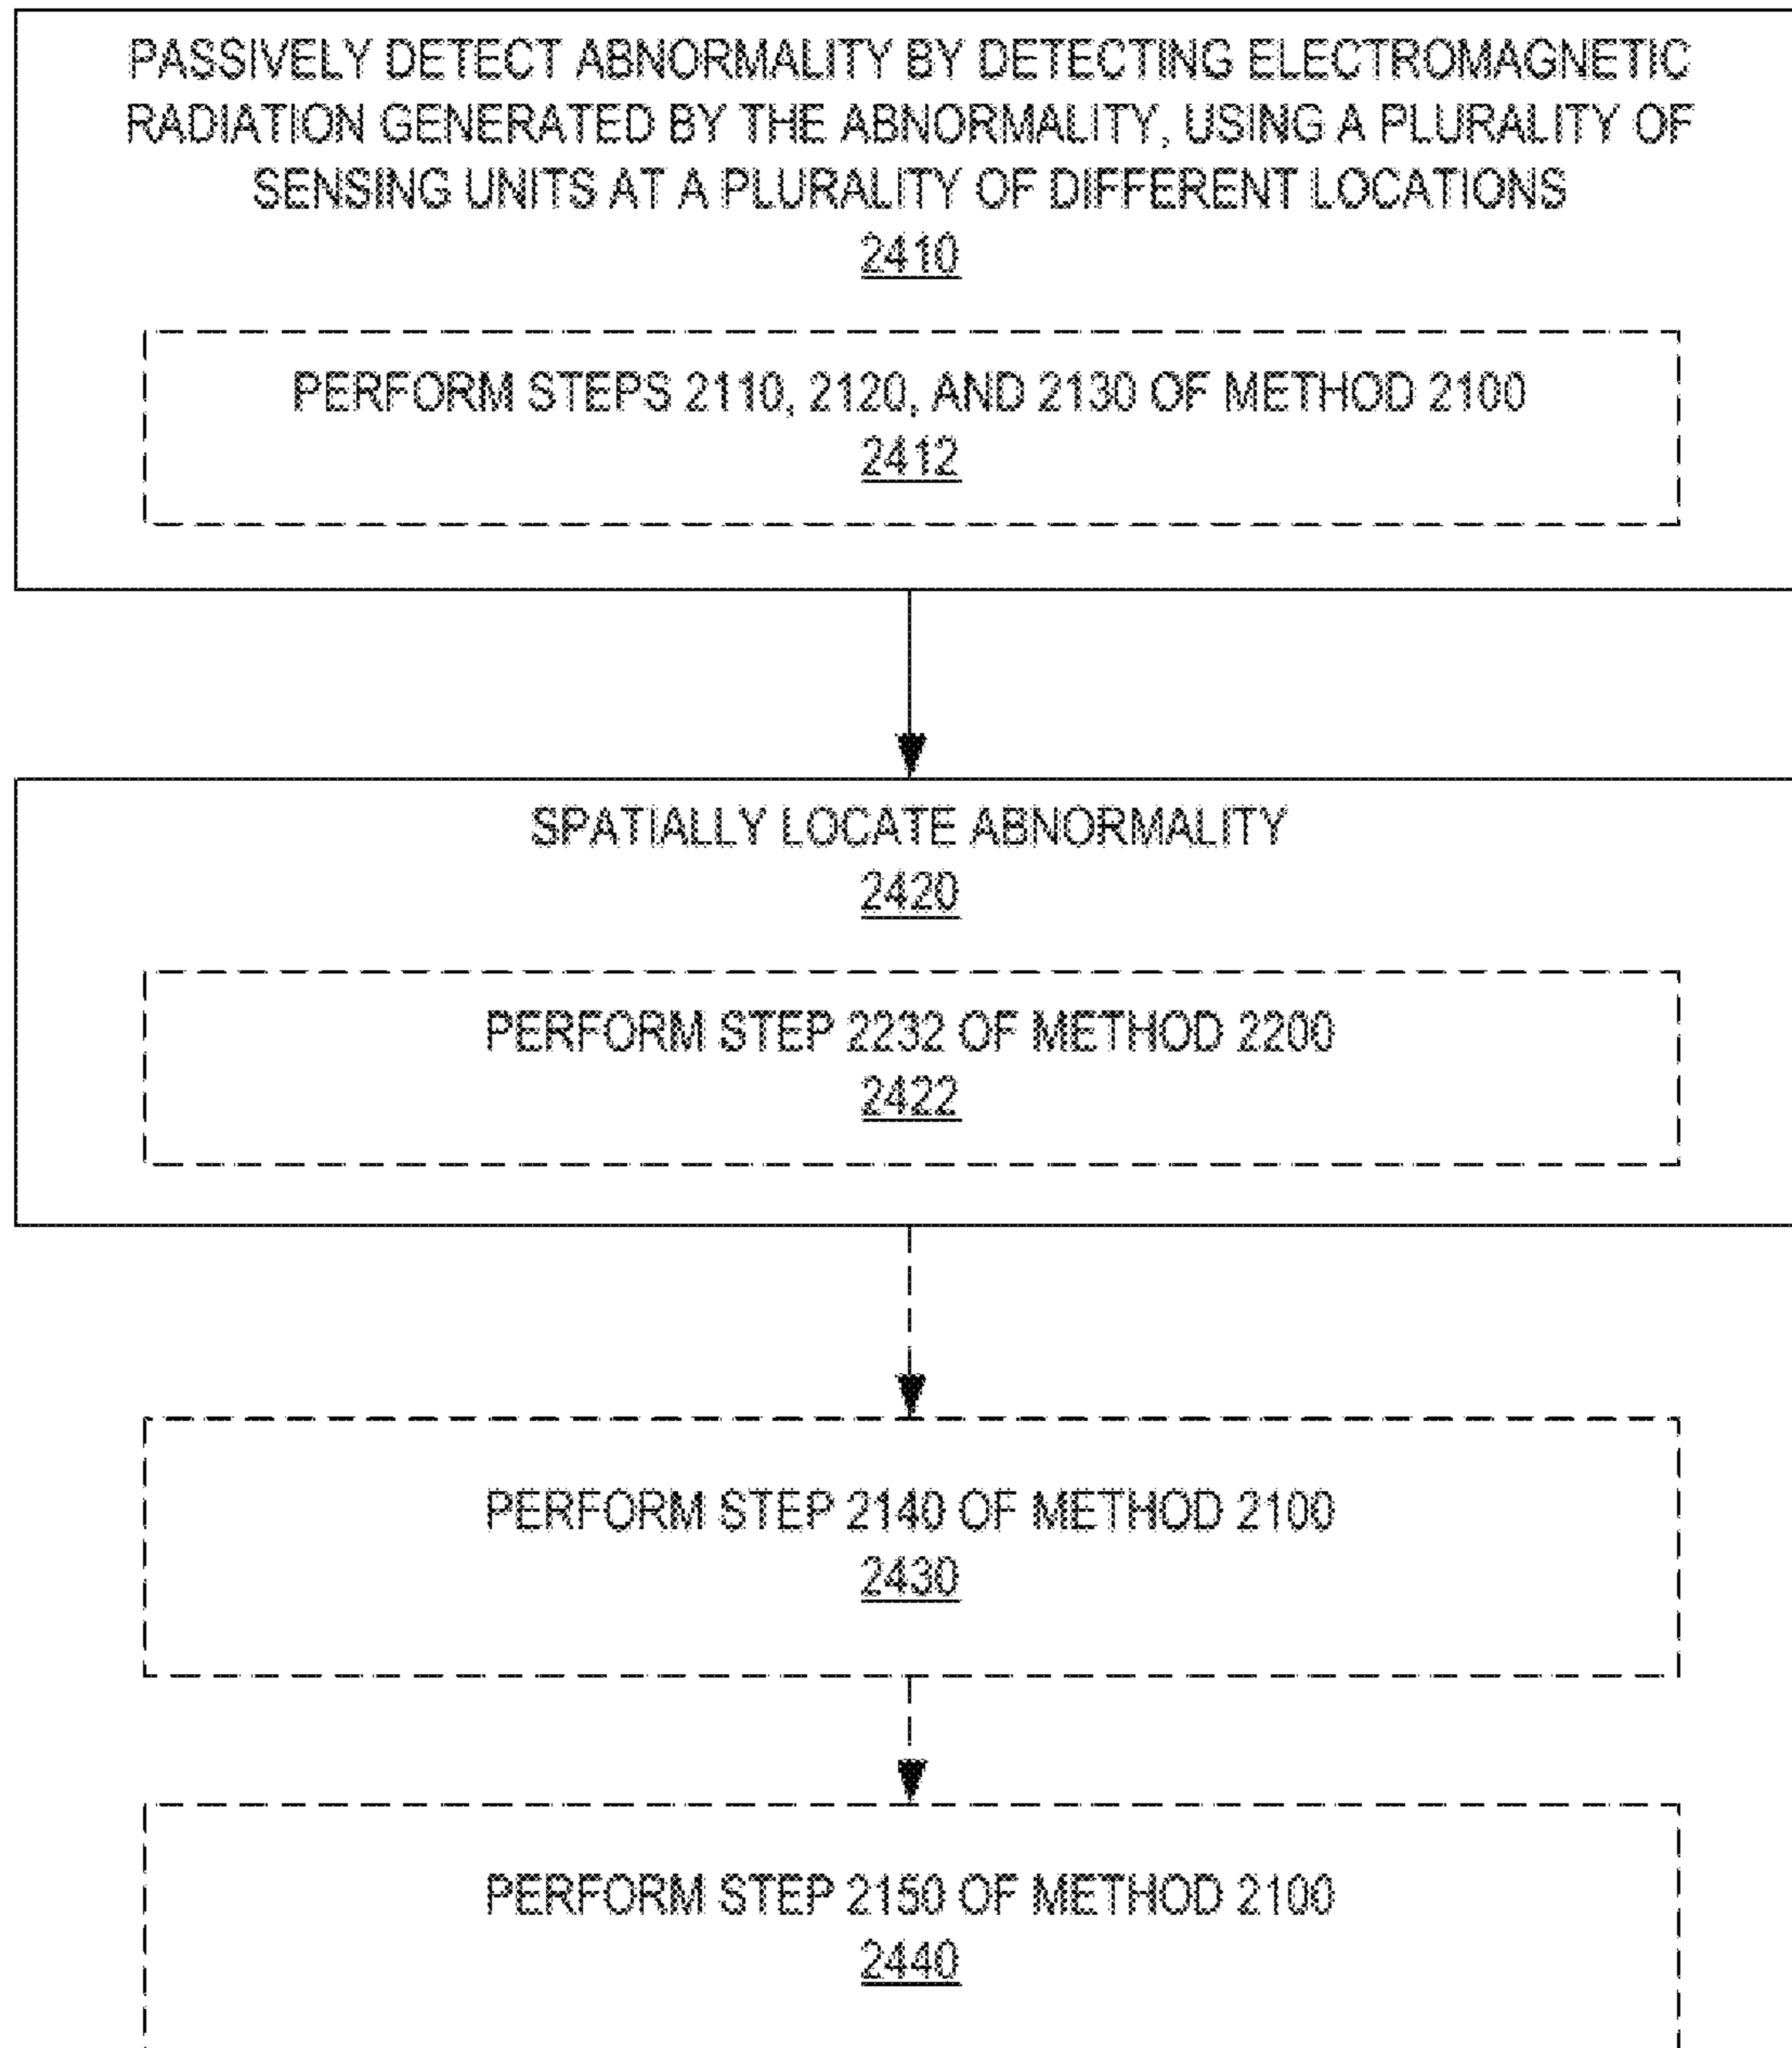 PASSIVELY DETECT ABNORMALITY BY DETECTING ELECTROMAGNETIC
RADIATION GENERATED BY THE ABNORMALITY, USING A PLURALITY OF
SENSING UNITS AT A PLURALITY OF DIFFERENT LOCATIONS
2410
PERFORM STEPS 2110, 2120, AND 2130 OF METHOD 2100
2412
SPATIALLY LOCATE ABNORMALITY
2420
PERFORM STEP 2232 OF METHOD 2200
2422
PERFORM STEP 2140 OF METHOD 2100
2430
PERFORM STEP 2150 OF METHOD 2100
2440